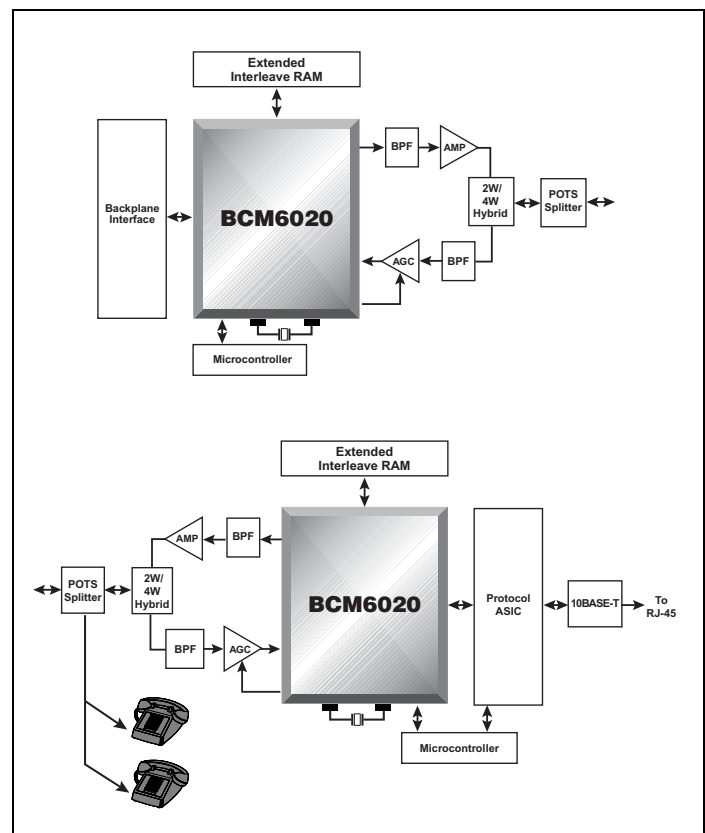 Extended
Interleave RAM
BPF
AMP
Backplane
Interface
BCM6020
2W/
4W
Hybrid
POTS
Splitter
AGC
BPF
Microcontroller
Extended
Interleave RAM
AMP
BPF
POTS
Splitter
2W/
4W
Hybrid
BCM6020
Protocol
ASIC
10BASE-T
To
RJ-45
BPF
AGC
Microcontroller